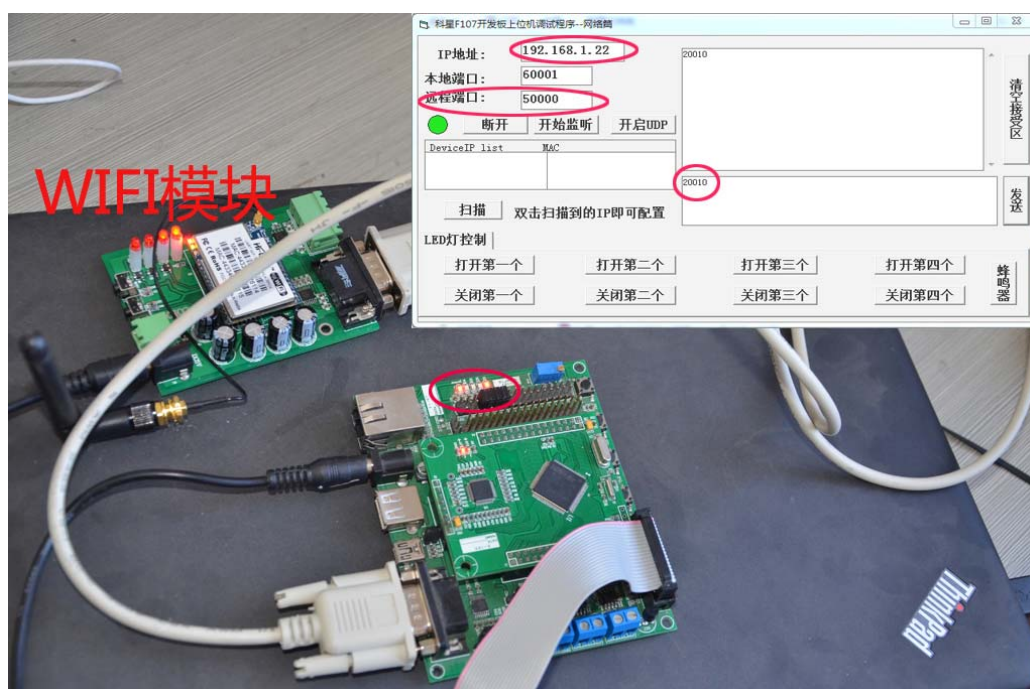 科星F107开发板上位机调试程序--网络篇
IP地址:
192.168.1.22
本地端口:
60001
远程端口:
50000
断开
开始监听
开启UDP
DeviceIP list
MAC
扫描
双击扫描到的IP即可配置
20010
清空接受区
20010
发送
LED灯控制
打开第一个
打开第二个
打开第三个
打开第四个
关闭第一个
关闭第二个
关闭第三个
关闭第四个
蜂鸣器
WIFI模块
ThinkPad